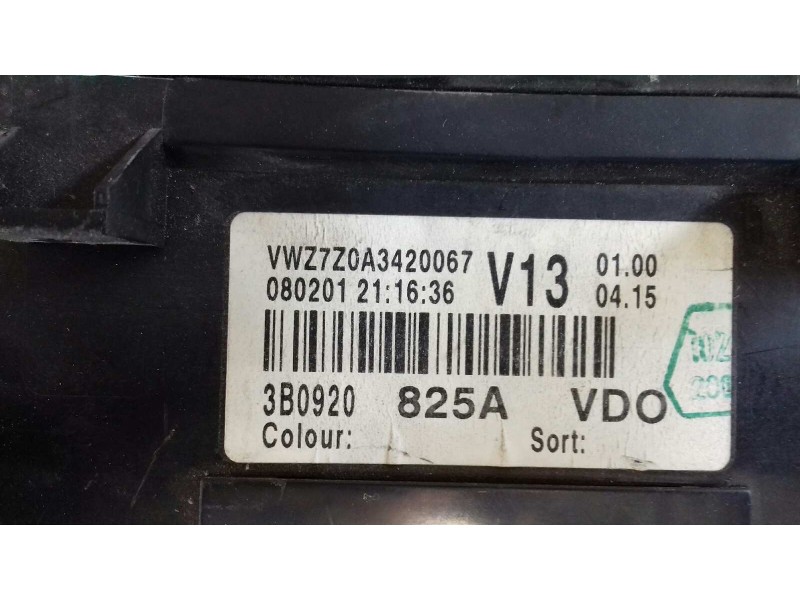 VWZ7Z0A3420067 V13 01.00
080201 21:16:36 04.15
3B0920 825A VDO
Colour: Sort: